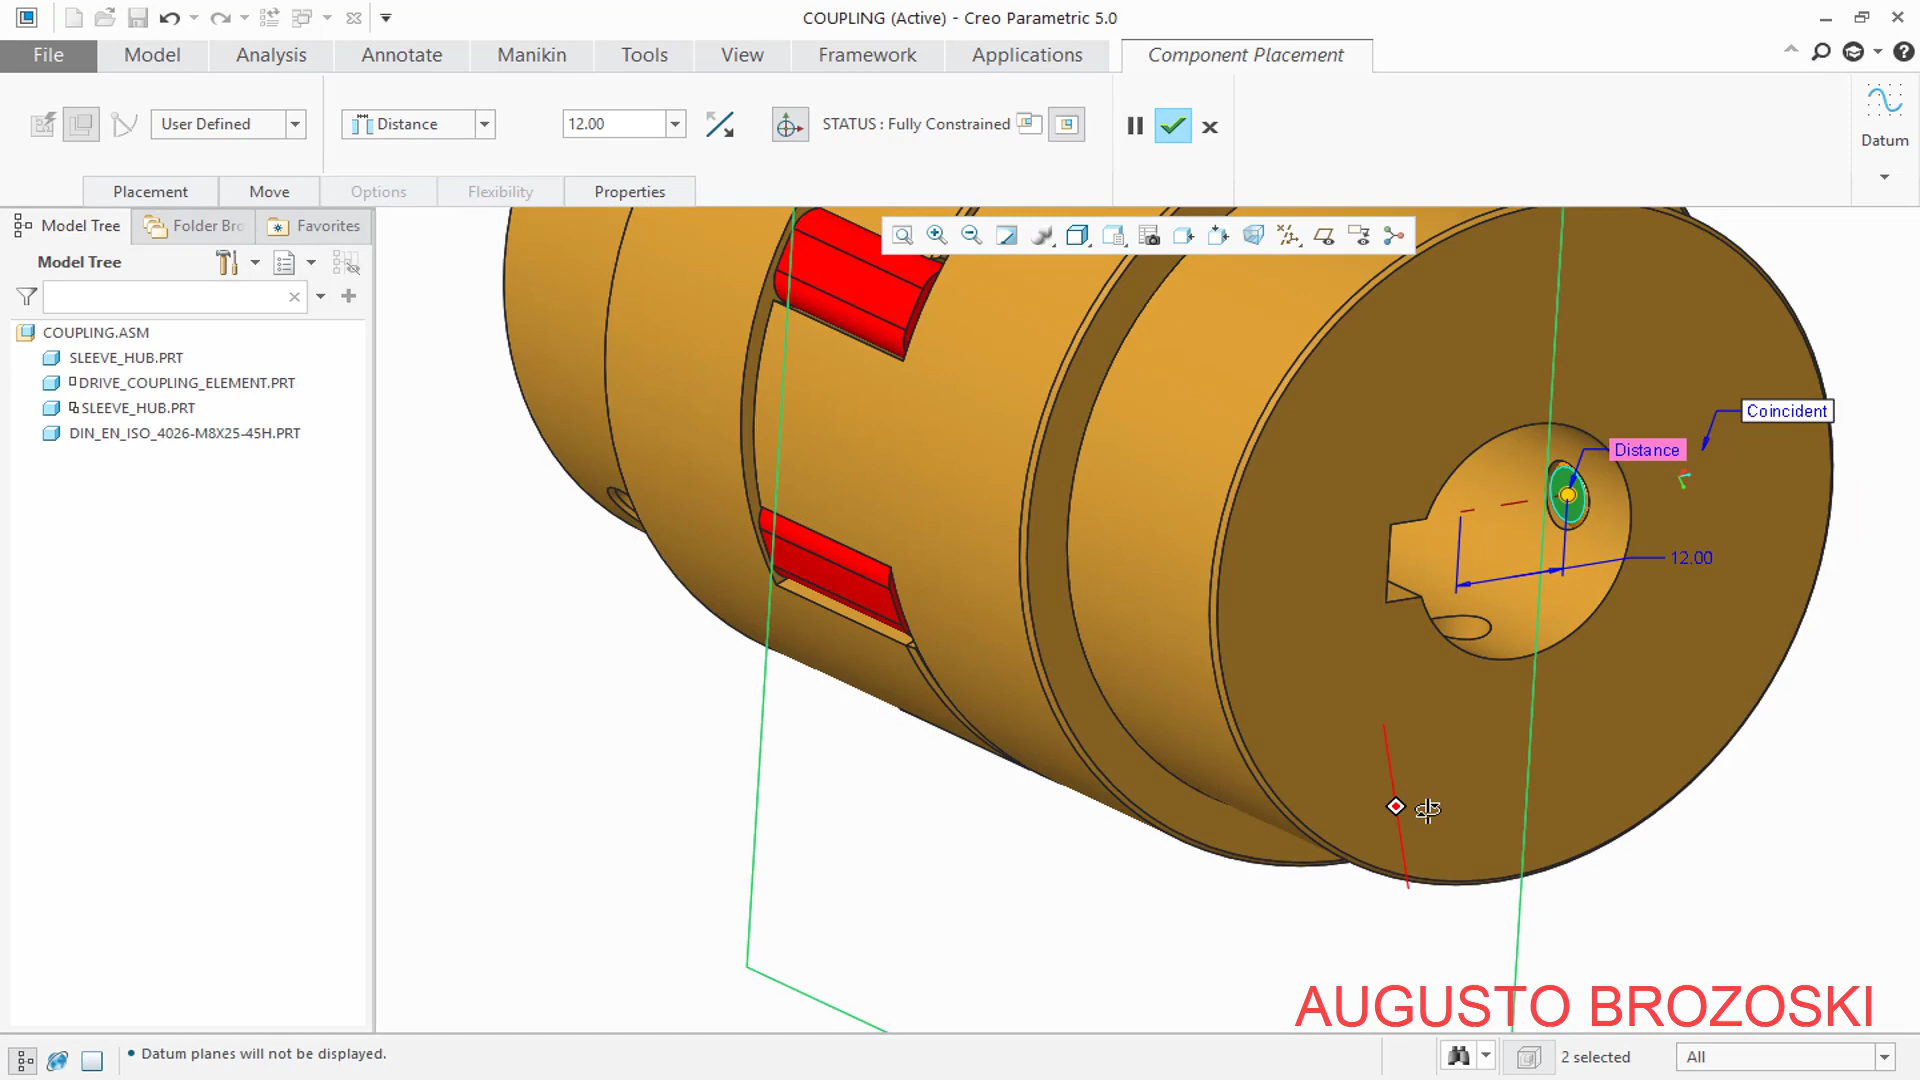 COUPLING (Active) - Creo Parametric 5.0
File Model Analysis Annotate Manikin Tools View Framework Applications Component Placement
User Defined Distance 12.00 STATUS : Fully Constrained
Datum
Placement Move Options Flexibility Properties
Model Tree Folder Bro Favorites
Model Tree
COUPLING.ASM
SLEEVE_HUB.PRT
DRIVE_COUPLING_ELEMENT.PRT
SLEEVE_HUB.PRT
DIN_EN_ISO_4026-M8X25-45H.PRT
Coincident
Distance
12.00
AUGUSTO BROZOSKI
Datum planes will not be displayed.
2 selected All